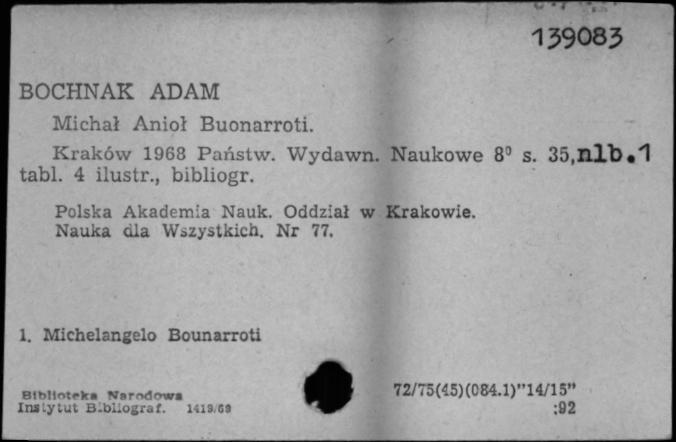 139083
BOCHNAK ADAM
Michał Anioł Buonarroti.
Kraków 1968 Państw. Wydawn. Naukowe 8⁰ s. 35,nlb.1
tabl. 4 ilustr., bibliogr.
Polska Akademia Nauk. Oddział w Krakowie.
Nauka dla Wszystkich. Nr 77.
1. Michelangelo Bounarroti
Biblioteka Narodowa
Instytut Bibliograf. 1419/69
72/75(45)(084.1)"14/15"
:92